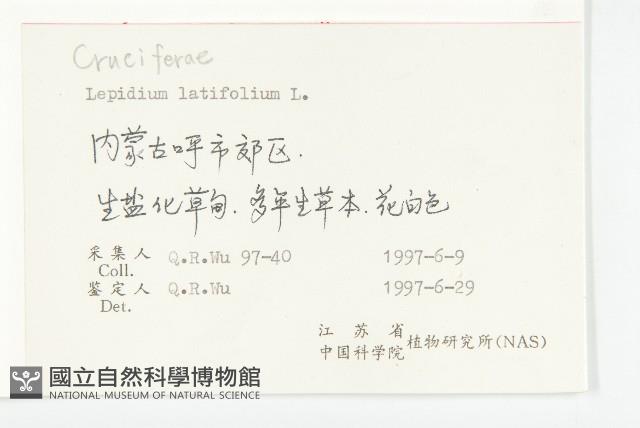 Cruciferae
Lepidium latifolium L.
内蒙古呼市郊区.
生盐化草甸.多年生草本.花白色
采集人 Q.R.Wu 97-40 1997-6-9
Coll.
鉴定人 Q.R.Wu 1997-6-29
Det.
江苏省
中国科学院 植物研究所(NAS)
國立自然科學博物館
NATIONAL MUSEUM OF NATURAL SCIENCE